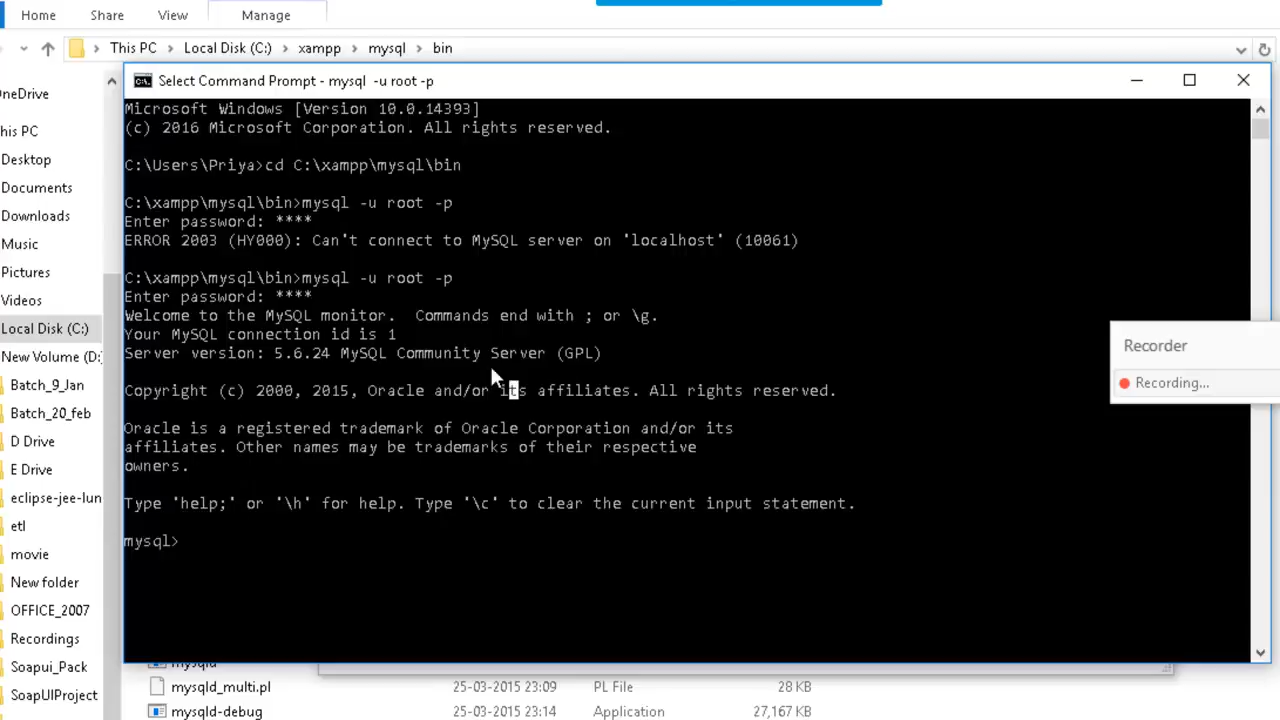 Home Share View Manage
This PC > Local Disk (C:) > xampp > mysql > bin
Select Command Prompt - mysql -u root -p
Microsoft Windows [Version 10.0.14393]
(c) 2016 Microsoft Corporation. All rights reserved.
C:\Users\Priya>cd C:\xampp\mysql\bin
C:\xampp\mysql\bin>mysql -u root -p
Enter password: ****
ERROR 2003 (HY000): Can't connect to MySQL server on 'localhost' (10061)
C:\xampp\mysql\bin>mysql -u root -p
Enter password: ****
Welcome to the MySQL monitor.  Commands end with ; or \g.
Your MySQL connection id is 1
Server version: 5.6.24 MySQL Community Server (GPL)
Copyright (c) 2000, 2015, Oracle and/or its affiliates. All rights reserved.
Oracle is a registered trademark of Oracle Corporation and/or its
affiliates. Other names may be trademarks of their respective
owners.
Type 'help;' or '\h' for help. Type '\c' to clear the current input statement.
mysql>
neDrive
his PC
Desktop
Documents
Downloads
Music
Pictures
Videos
Local Disk (C:)
New Volume (D:
Batch_9_Jan
Batch_20_feb
D Drive
E Drive
eclipse-jee-lun
etl
movie
New folder
OFFICE_2007
Recordings
Soapui_Pack
SoapUIProject
Recorder
Recording...
mysqld
mysqld_multi.pl 25-03-2015 23:09 PL File 28 KB
mysqld-debug 25-03-2015 23:14 Application 27,167 KB